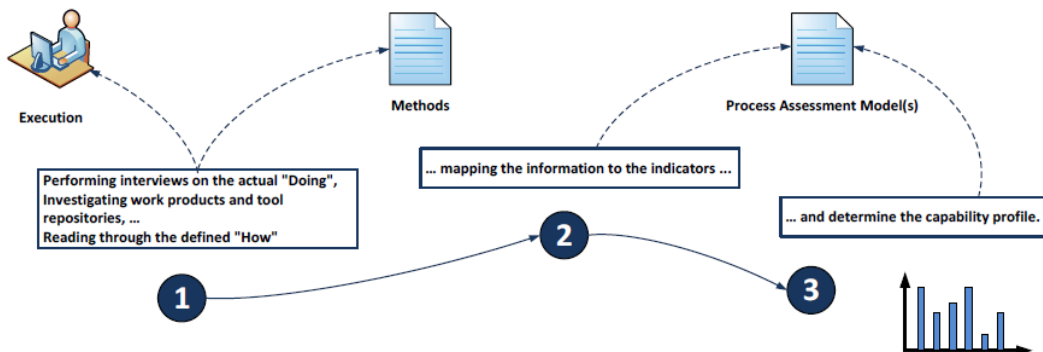 Execution
Methods
Process Assessment Model(s)
Performing interviews on the actual "Doing",
Investigating work products and tool
repositories, …
Reading through the defined "How"
… mapping the information to the indicators ...
… and determine the capability profile.
1
2
3